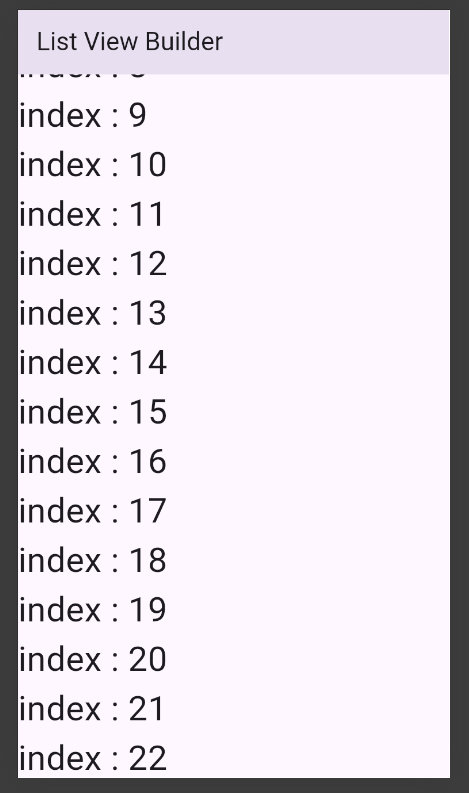 List View Builder
index : 9
index : 10
index : 11
index : 12
index : 13
index : 14
index : 15
index : 16
index : 17
index : 18
index : 19
index : 20
index : 21
index : 22